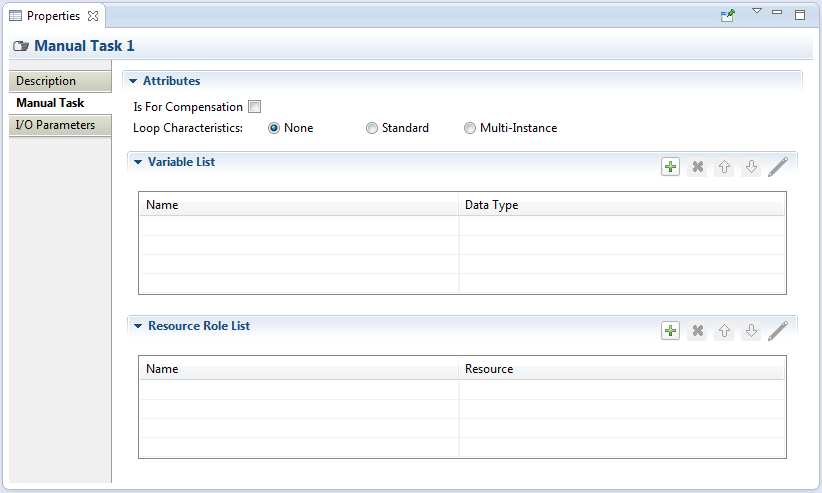 Properties
Manual Task 1
Description
Manual Task
I/O Parameters
Attributes
Is For Compensation
Loop Characteristics: None Standard Multi-Instance
Variable List
Name Data Type
Resource Role List
Name Resource